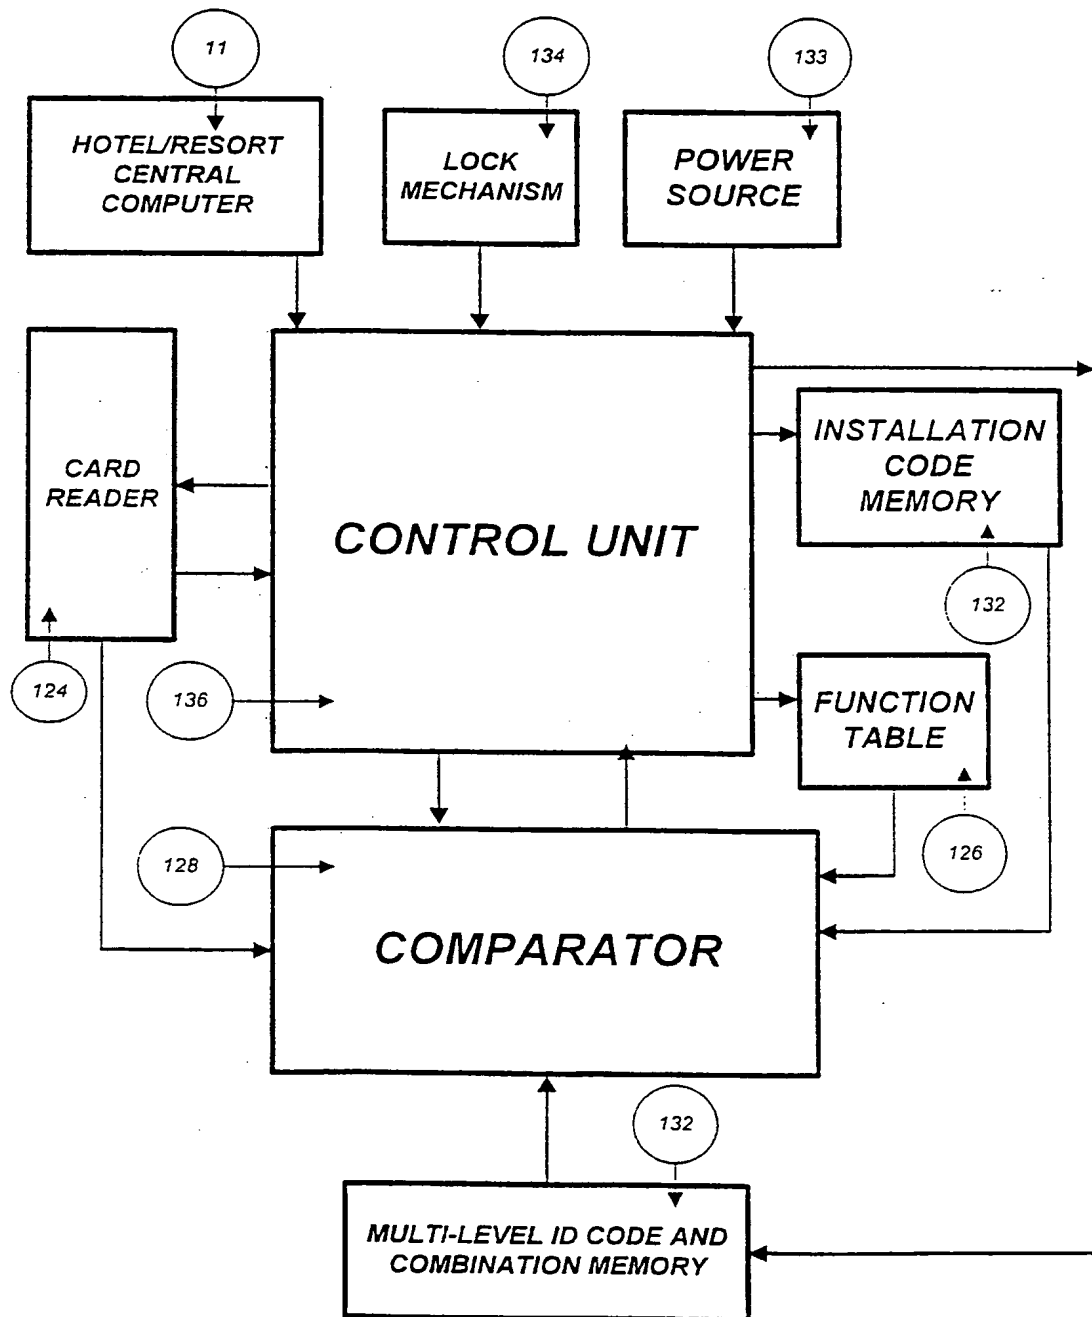 11
134
133
HOTEL/RESORT
CENTRAL
COMPUTER
LOCK
MECHANISM
POWER
SOURCE
CARD
READER
CONTROL UNIT
INSTALLATION
CODE
MEMORY
132
124
136
FUNCTION
TABLE
128
126
COMPARATOR
132
MULTI-LEVEL ID CODE AND
COMBINATION MEMORY